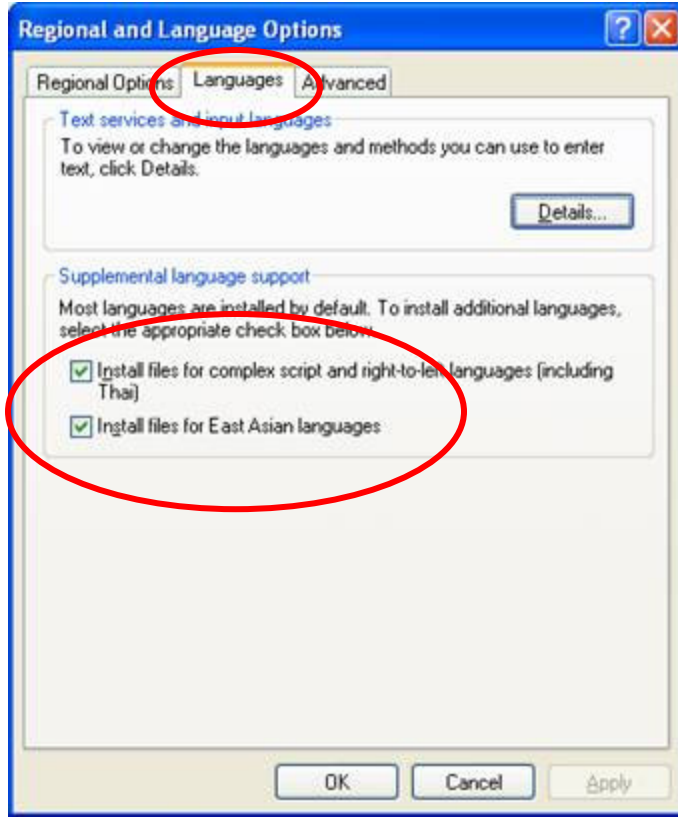 Regional and Language Options
Regional Options Languages Advanced
Text services and input languages
To view or change the languages and methods you can use to enter
text, click Details.
Details...
Supplemental language support
Most languages are installed by default. To install additional languages,
select the appropriate check box below.
Install files for complex script and right-to-left languages (including
Thai)
Install files for East Asian languages
OK Cancel Apply